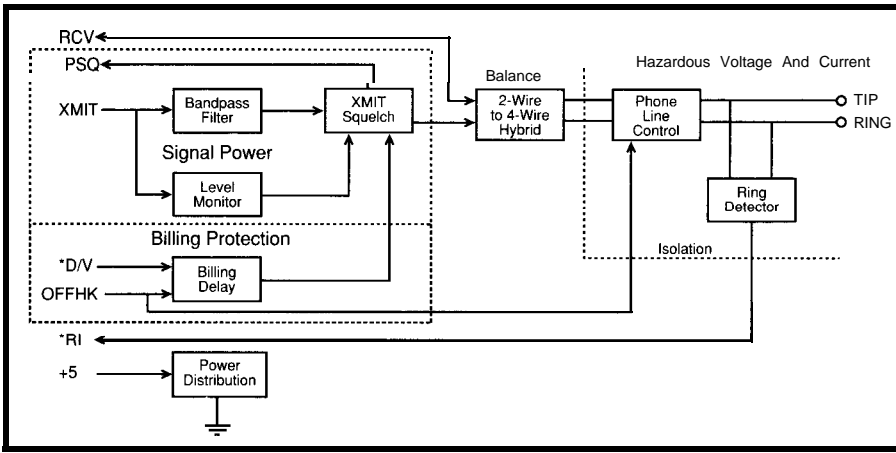 RCV
PSQ
Hazardous Voltage And Current
Balance
XMIT
Bandpass
Filter
XMIT
Squelch
2-Wire
to 4-Wire
Hybrid
Phone
Line
Control
TIP
RING
Signal Power
Level
Monitor
Ring
Detector
Billing Protection
Isolation
*D/V
OFFHK
Billing
Delay
*RI
+5
Power
Distribution